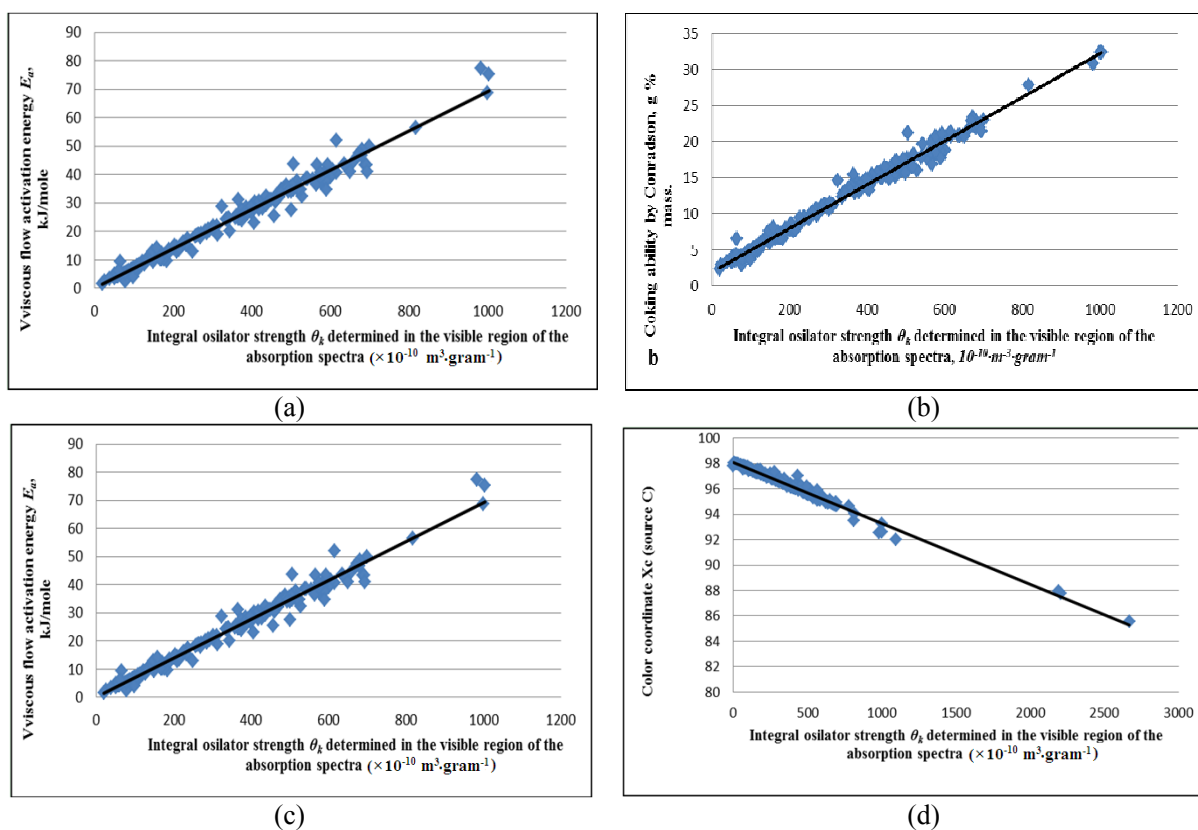 90
80
70
60
50
40
30
20
10
0
0 200 400 600 800 1000 1200
Vviscous flow activation energy Ea,
kJ/mole
Integral osilator strength θk determined in the visible region of the
absorption spectra (×10⁻¹⁰ m³·gram⁻¹)
(a)
35
30
25
20
15
10
5
0
0 200 400 600 800 1000 1200
Coking ability by Conradson, g %
mass.
Integral osilator strength θk determined in the visible region of the
b absorption spectra, 10⁻¹⁰·m⁻³·gram⁻¹
(b)
90
80
70
60
50
40
30
20
10
0
0 200 400 600 800 1000 1200
Vviscous flow activation energy Ea,
kJ/mole
Integral osilator strength θk determined in the visible region of the
absorption spectra (×10⁻¹⁰ m³·gram⁻¹)
(c)
100
98
96
94
92
90
88
86
84
82
80
0 500 1000 1500 2000 2500 3000
Color coordinate Xc (source C)
Integral osilator strength θk determined in the visible region of the
absorption spectra (×10⁻¹⁰ m³·gram⁻¹)
(d)